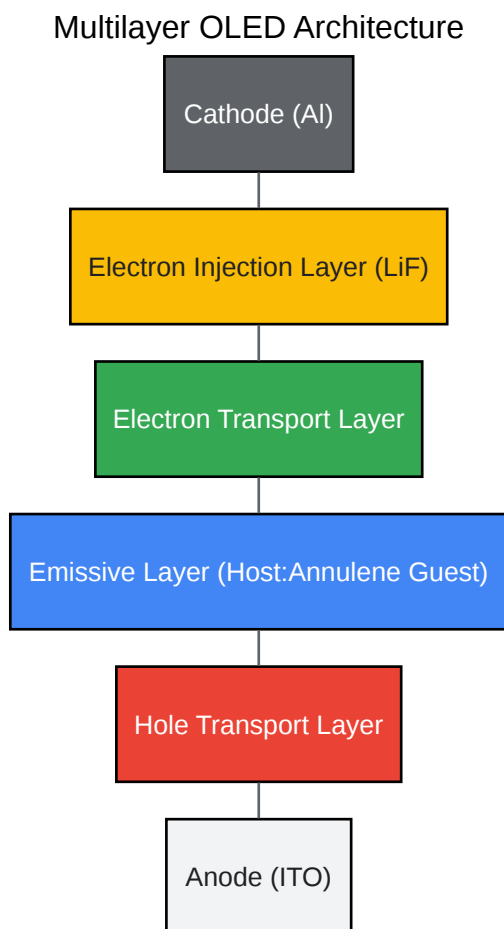 Multilayer OLED Architecture
Cathode (Al)
Electron Injection Layer (LiF)
Electron Transport Layer
Emissive Layer (Host:Annulene Guest)
Hole Transport Layer
Anode (ITO)